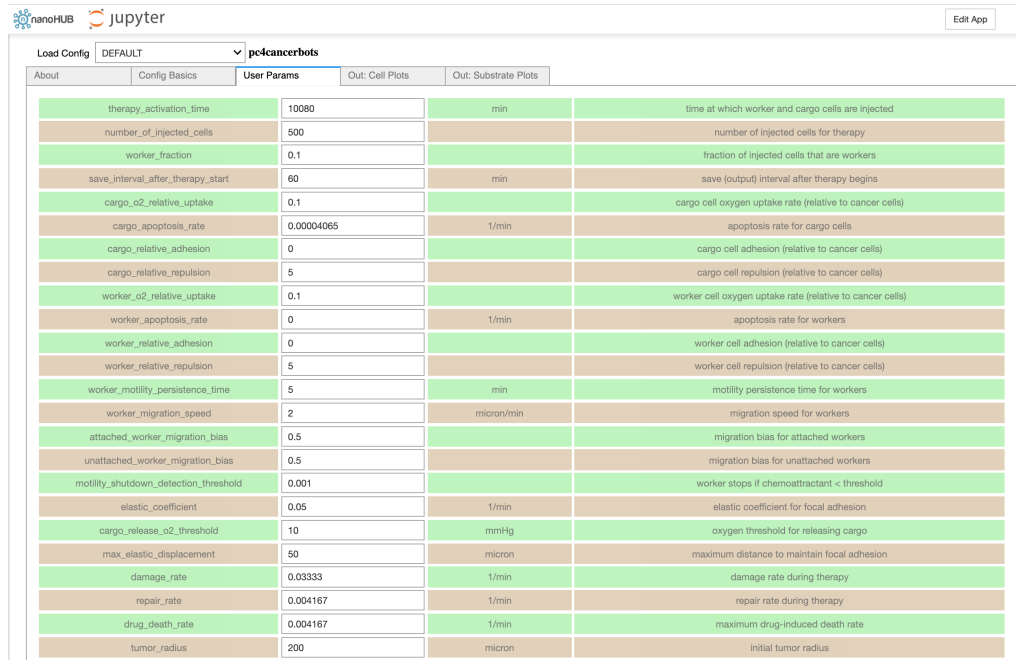 nanoHUB jupyter Edit App
Load Config DEFAULT pc4cancerbots
About Config Basics User Params Out: Cell Plots Out: Substrate Plots
therapy_activation_time 10080 min time at which worker and cargo cells are injected
number_of_injected_cells 500 number of injected cells for therapy
worker_fraction 0.1 fraction of injected cells that are workers
save_interval_after_therapy_start 60 min save (output) interval after therapy begins
cargo_o2_relative_uptake 0.1 cargo cell oxygen uptake rate (relative to cancer cells)
cargo_apoptosis_rate 0.00004065 1/min apoptosis rate for cargo cells
cargo_relative_adhesion 0 cargo cell adhesion (relative to cancer cells)
cargo_relative_repulsion 5 cargo cell repulsion (relative to cancer cells)
worker_o2_relative_uptake 0.1 worker cell oxygen uptake rate (relative to cancer cells)
worker_apoptosis_rate 0 1/min apoptosis rate for workers
worker_relative_adhesion 0 worker cell adhesion (relative to cancer cells)
worker_relative_repulsion 5 worker cell repulsion (relative to cancer cells)
worker_motility_persistence_time 5 min motility persistence time for workers
worker_migration_speed 2 micron/min migration speed for workers
attached_worker_migration_bias 0.5 migration bias for attached workers
unattached_worker_migration_bias 0.5 migration bias for unattached workers
motility_shutdown_detection_threshold 0.001 worker stops if chemoattractant < threshold
elastic_coefficient 0.05 1/min elastic coefficient for focal adhesion
cargo_release_o2_threshold 10 mmHg oxygen threshold for releasing cargo
max_elastic_displacement 50 micron maximum distance to maintain focal adhesion
damage_rate 0.03333 1/min damage rate during therapy
repair_rate 0.004167 1/min repair rate during therapy
drug_death_rate 0.004167 1/min maximum drug-induced death rate
tumor_radius 200 micron initial tumor radius